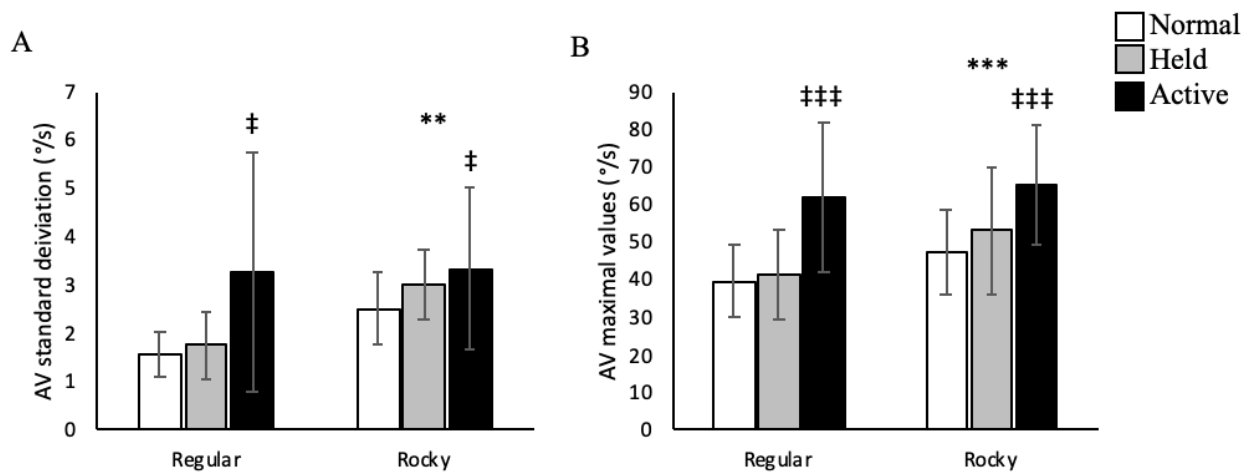 A
AV standard deiviation (°/s)
7
6
5
4
3
2
1
0
‡
**
‡
Regular
Rocky
B
AV maximal values (°/s)
90
80
70
60
50
40
30
20
10
0
‡‡‡
***
‡‡‡
Regular
Rocky
Normal
Held
Active